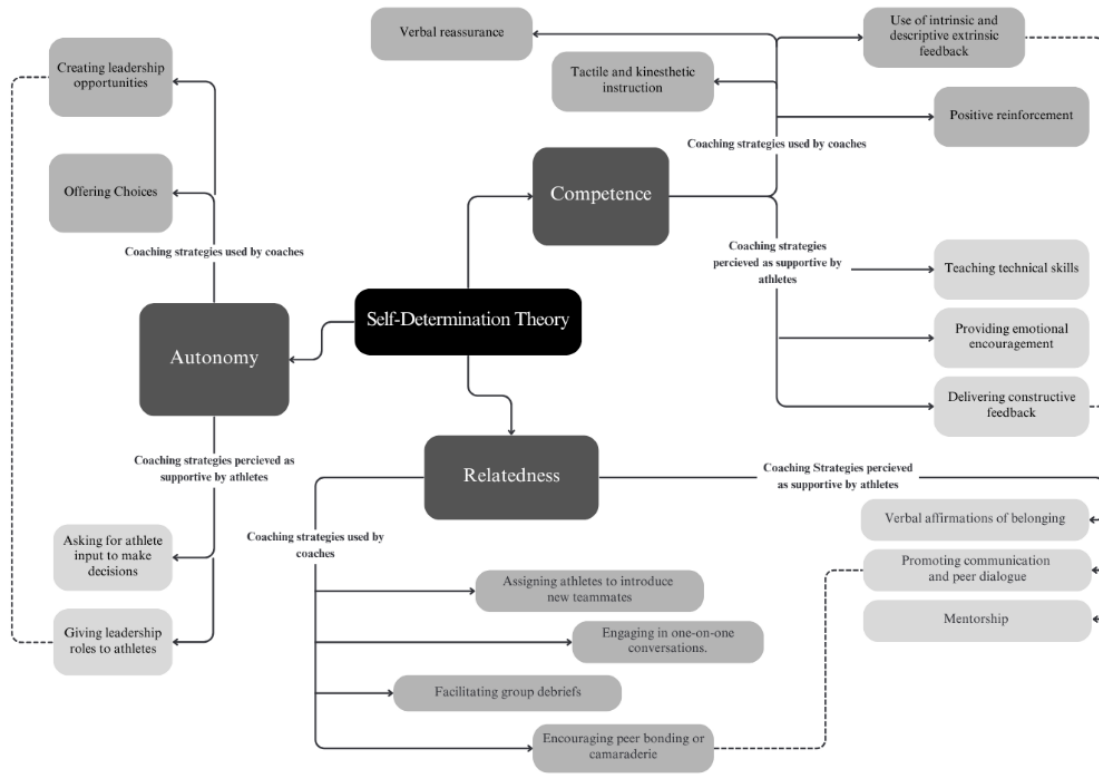 Verbal reassurance
Use of intrinsic and
descriptive extrinsic
feedback
Creating leadership
opportunities
Tactile and kinesthetic
instruction
Positive reinforcement
Coaching strategies used by coaches
Offering Choices
Competence
Coaching strategies used by coaches
Coaching strategies
percieved as supportive by
athletes
Teaching technical skills
Self-Determination Theory
Providing emotional
encouragement
Autonomy
Delivering constructive
feedback
Coaching strategies percieved as
supportive by athletes
Relatedness
Coaching Strategies percieved
as supportive by athletes
Verbal affirmations of belonging
Coaching strategies used by
coaches
Asking for athlete
input to make
decisions
Promoting communication
and peer dialogue
Assigning athletes to introduce
new teammates
Mentorship
Giving leadership
roles to athletes
Engaging in one-on-one
conversations.
Facilitating group debriefs
Encouraging peer bonding or
camaraderie